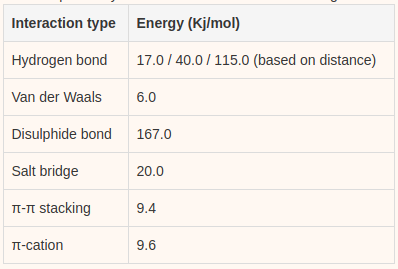 Interaction type Energy (Kj/mol)
Hydrogen bond 17.0 / 40.0 / 115.0 (based on distance)
Van der Waals 6.0
Disulphide bond 167.0
Salt bridge 20.0
π-π stacking 9.4
π-cation 9.6